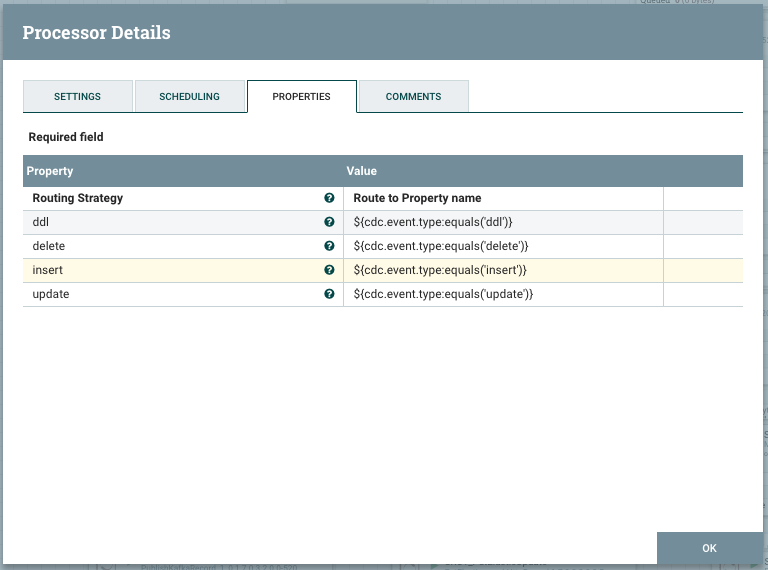 Processor Details
SETTINGS SCHEDULING PROPERTIES COMMENTS
Required field
Property Value
Routing Strategy Route to Property name
ddl ${cdc.event.type:equals('ddl')}
delete ${cdc.event.type:equals('delete')}
insert ${cdc.event.type:equals('insert')}
update ${cdc.event.type:equals('update')}
OK